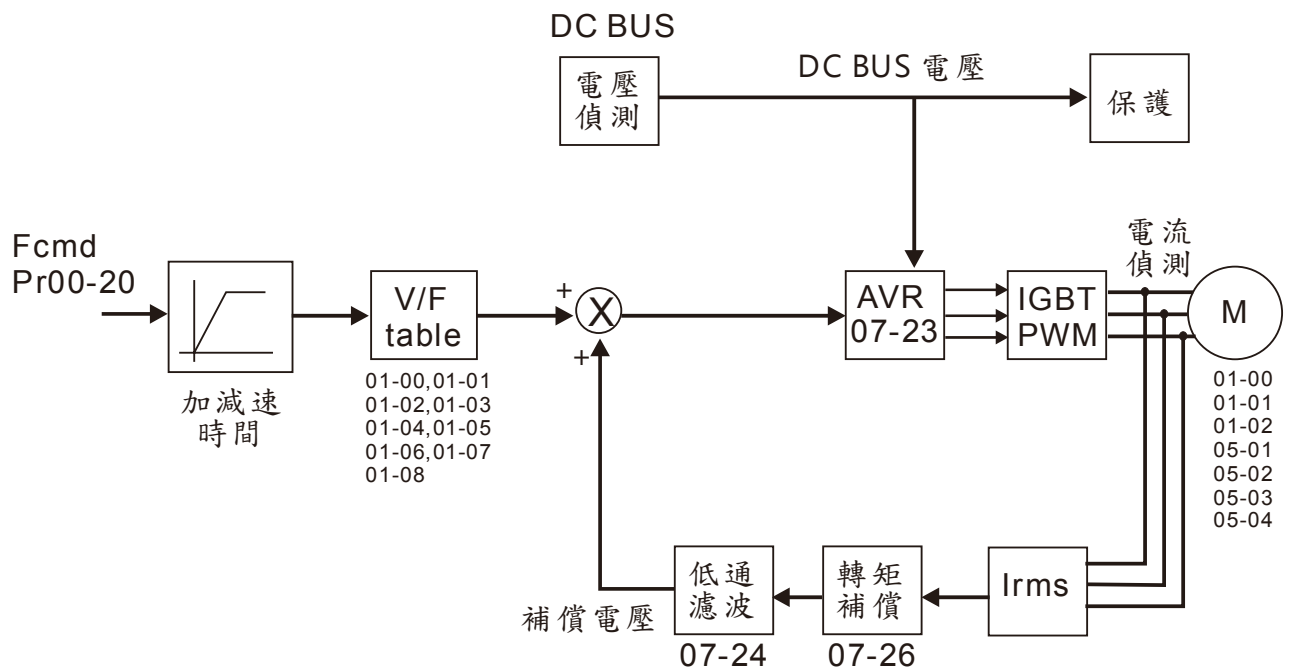 DC BUS
電壓
偵測
DC BUS 電壓
保護
電流
偵測
Fcmd
Pr00-20
加減速
時間
V/F
table
01-00,01-01
01-02,01-03
01-04,01-05
01-06,01-07
01-08
+
X
+
AVR
07-23
IGBT
PWM
M
01-00
01-01
01-02
05-01
05-02
05-03
05-04
補償電壓
低通
濾波
07-24
轉矩
補償
07-26
Irms